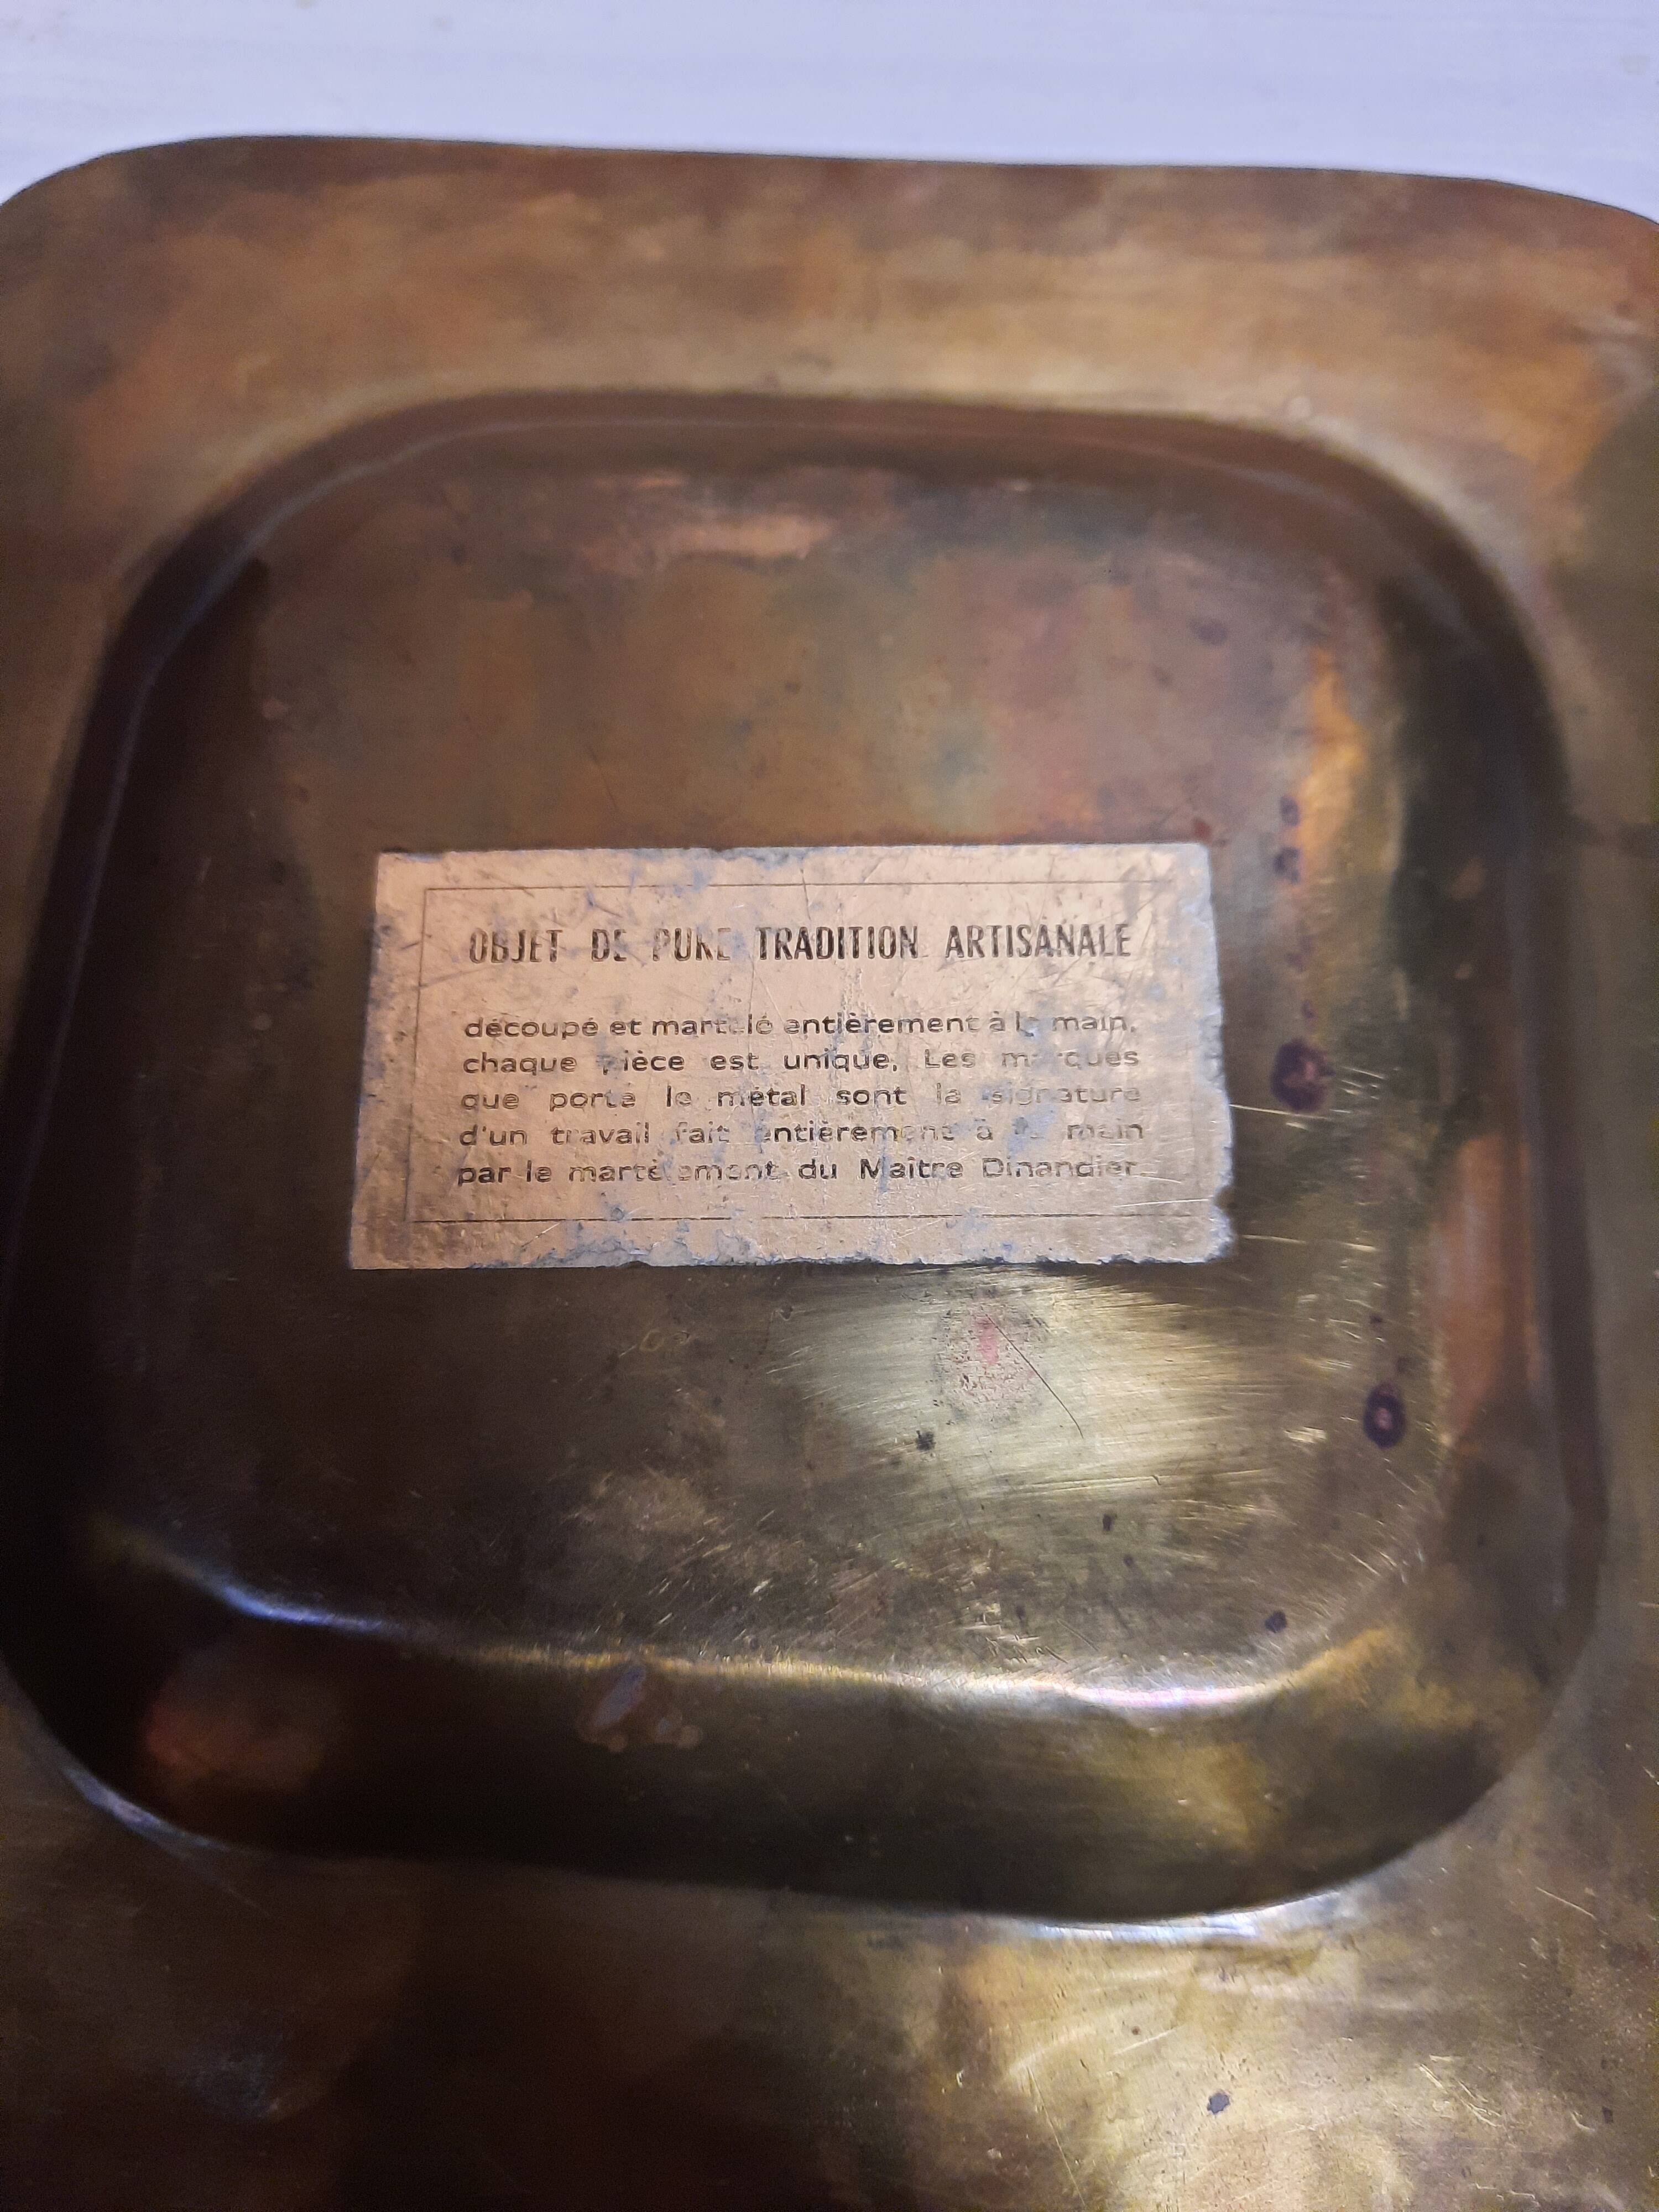 OBJET DE PURE TRADITION ARTISANALE
découpé et martelé entièrement à la main,
chaque pièce est unique, Les marques
que porte le métal sont la signature
d'un travail fait entièrement à la main
par le martèlement du Maître Dinandier